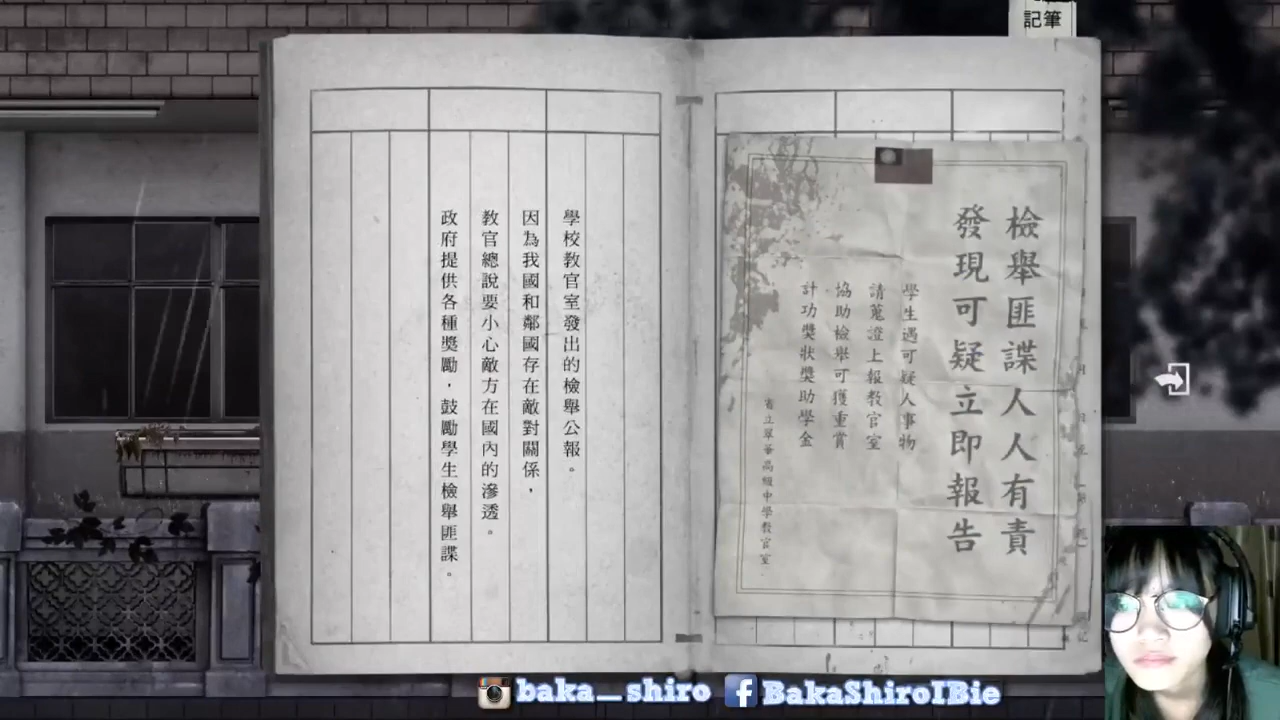 記筆
學校教官室發出的檢舉公報。
因為我國和鄰國存在敵對關係，
教官總說要小心敵方在國內的滲透。
政府提供各種獎勵，鼓勵學生檢舉匪諜。
檢舉匪諜人人有責
發現可疑立即報告
學生遇可疑人事物
請蒐證上報教官室
協助檢舉可獲重賞
計功獎狀獎助學金
省立翠華高級中學教官室
baka_shiro
BakaShiroIBie